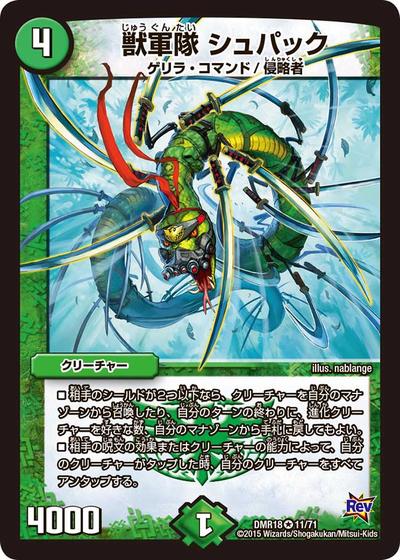 4
じゅうぐんたい
獣軍隊 シュパック
しんりゃくしゃ
ゲリラ・コマンド / 侵略者
クリーチャー
illus. nablange
■相手のシールドが2つ以下なら、クリーチャーを自分のマナ
ゾーンから召喚したり、自分のターンの終わりに、進化クリー
チャーを好きな数、自分のマナゾーンから手札に戻してもよい。
■相手の呪文の効果またはクリーチャーの能力によって、自分
のクリーチャーがタップした時、自分のクリーチャーをすべて
アンタップする。
4000
1
Rev
DMR18 ✪ 11/71
©2015 Wizards/Shogakukan/Mitsui-Kids